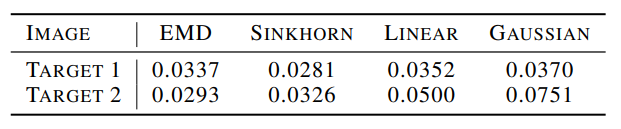 IMAGE EMD SINKHORN LINEAR GAUSSIAN
TARGET 1 0.0337 0.0281 0.0352 0.0370
TARGET 2 0.0293 0.0326 0.0500 0.0751